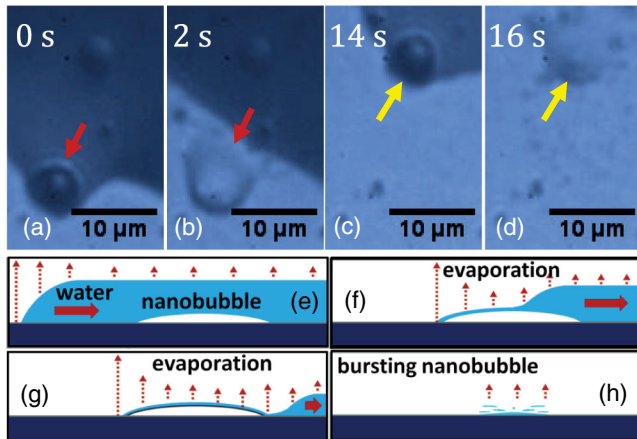 0 s
2 s
14 s
16 s
(a)
10 µm
(b)
10 µm
(c)
10 µm
(d)
10 µm
water
nanobubble
(e)
evaporation
(f)
(g)
evaporation
bursting nanobubble
(h)